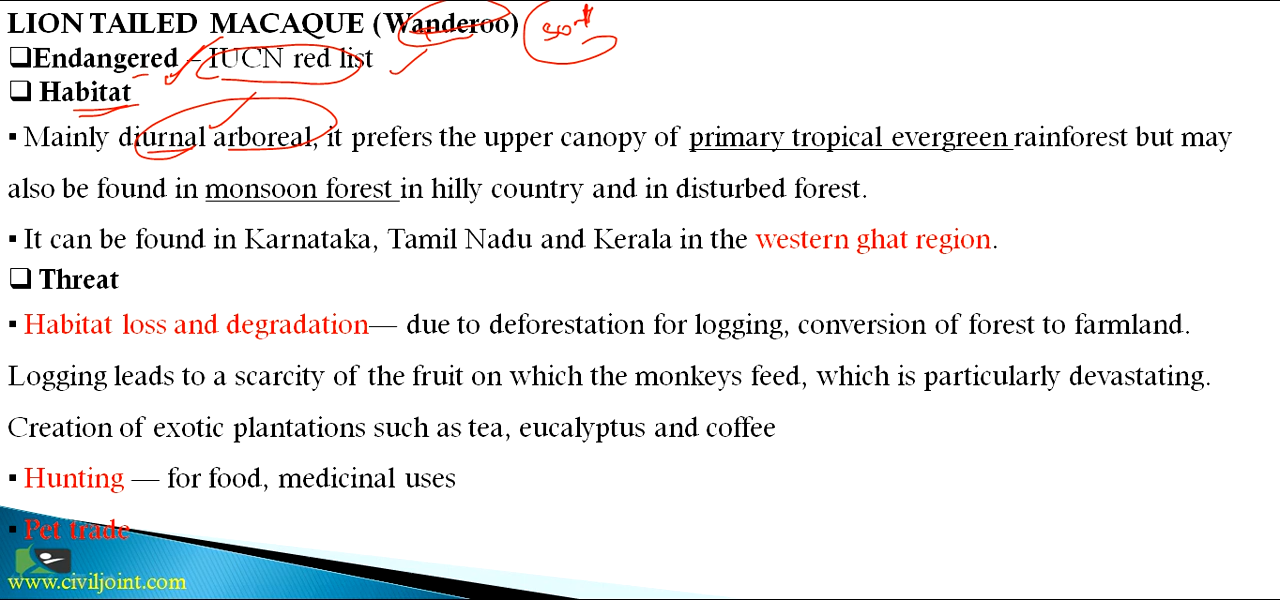 LION TAILED MACAQUE (Wanderoo)
❑Endangered – IUCN red list
❑ Habitat
▪ Mainly diurnal arboreal, it prefers the upper canopy of primary tropical evergreen rainforest but may
also be found in monsoon forest in hilly country and in disturbed forest.
▪ It can be found in Karnataka, Tamil Nadu and Kerala in the western ghat region.
❑ Threat
▪ Habitat loss and degradation— due to deforestation for logging, conversion of forest to farmland.
Logging leads to a scarcity of the fruit on which the monkeys feed, which is particularly devastating.
Creation of exotic plantations such as tea, eucalyptus and coffee
▪ Hunting — for food, medicinal uses
▪ Pet trade
www.civiljoint.com